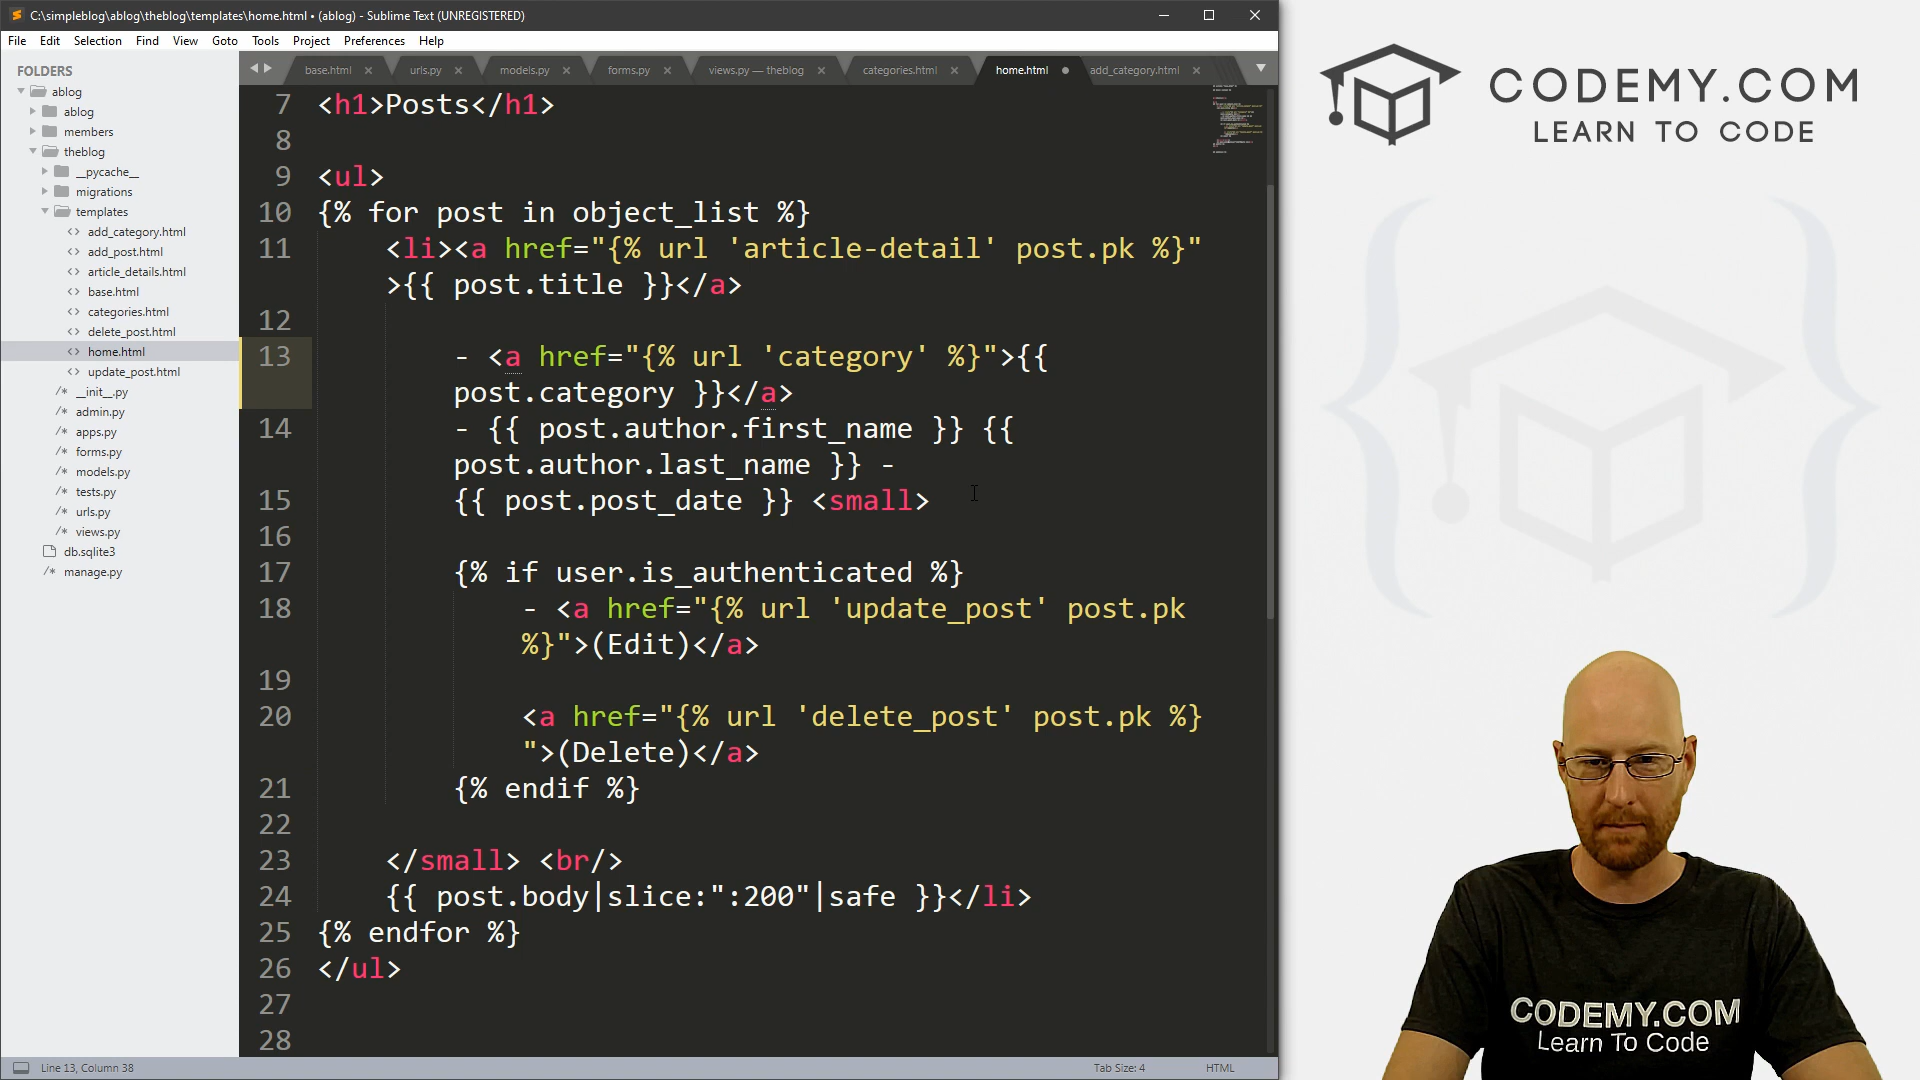 C:\simpleblog\ablog\theblog\templates\home.html • (ablog) - Sublime Text (UNREGISTERED)
File Edit Selection Find View Goto Tools Project Preferences Help
FOLDERS
ablog
ablog
members
theblog
__pycache__
migrations
templates
add_category.html
add_post.html
article_details.html
base.html
categories.html
delete_post.html
home.html
update_post.html
__init__.py
admin.py
apps.py
forms.py
models.py
tests.py
urls.py
views.py
db.sqlite3
manage.py
base.html urls.py models.py forms.py views.py — theblog categories.html home.html add_category.html
7 <h1>Posts</h1>
8
9 <ul>
10 {% for post in object_list %}
11 <li><a href="{% url 'article-detail' post.pk %}"
>{{ post.title }}</a>
12
13 - <a href="{% url 'category' %}">{{
post.category }}</a>
14 - {{ post.author.first_name }} {{
post.author.last_name }} -
15 {{ post.post_date }} <small>
16
17 {% if user.is_authenticated %}
18 - <a href="{% url 'update_post' post.pk
%}">(Edit)</a>
19
20 <a href="{% url 'delete_post' post.pk %}
">(Delete)</a>
21 {% endif %}
22
23 </small> <br/>
24 {{ post.body|slice:":200"|safe }}</li>
25 {% endfor %}
26 </ul>
27
28
Line 13, Column 38
Tab Size: 4
HTML
CODEMY.COM
LEARN TO CODE
CODEMY.COM
Learn To Code